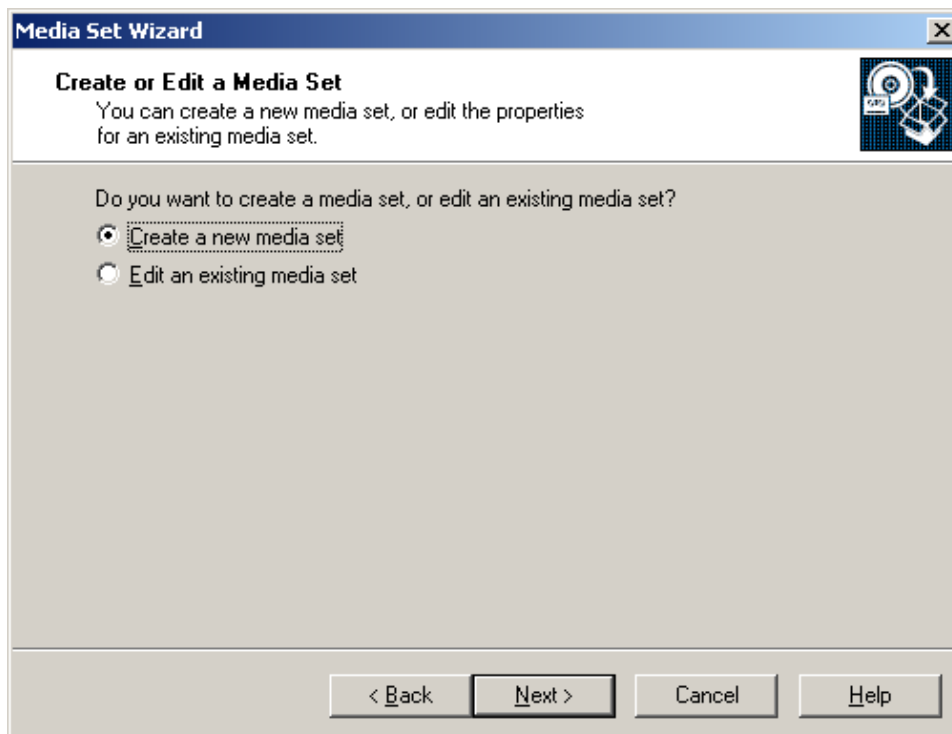 Media Set Wizard
Create or Edit a Media Set
You can create a new media set, or edit the properties
for an existing media set.
Do you want to create a media set, or edit an existing media set?
Create a new media set
Edit an existing media set
< Back
Next >
Cancel
Help